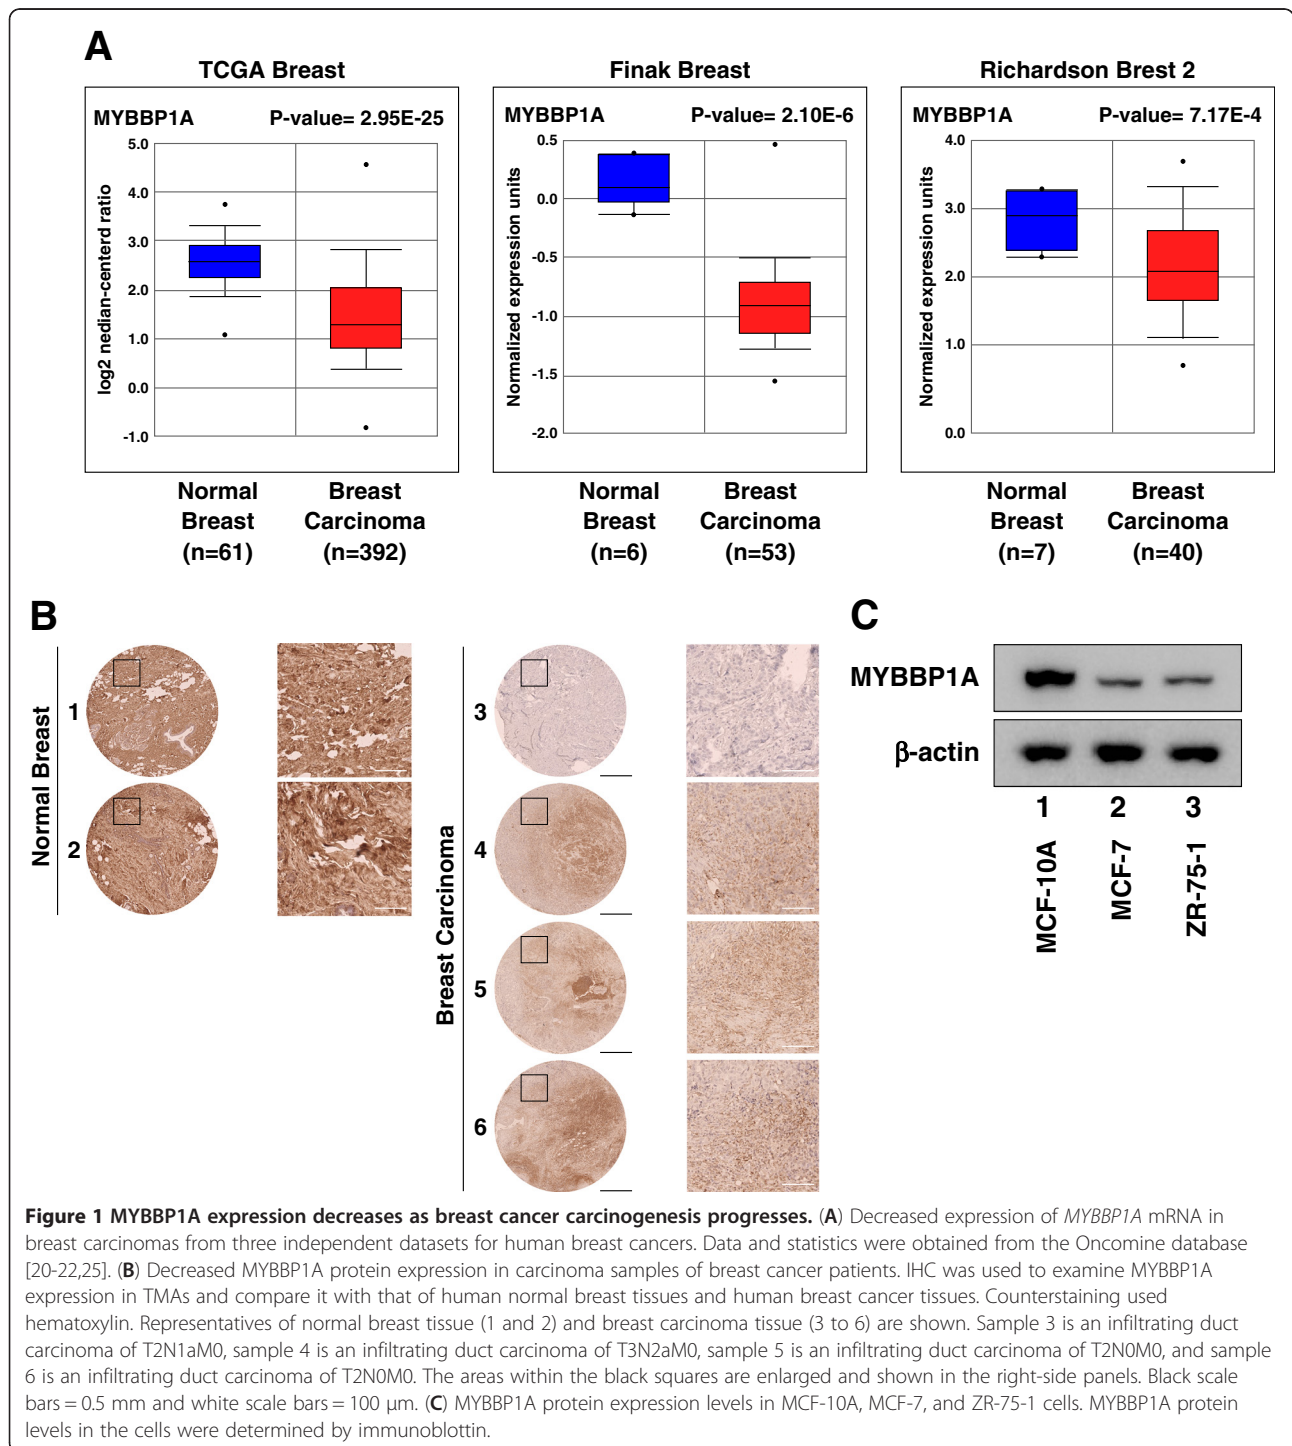 A
TCGA Breast
MYBBP1A P-value= 2.95E-25
log2 nedian-centerd ratio
5.0
4.0
3.0
2.0
1.0
0.0
-1.0
Normal Breast (n=61)
Breast Carcinoma (n=392)
Finak Breast
MYBBP1A P-value= 2.10E-6
Normalized expression units
0.5
0.0
-0.5
-1.0
-1.5
-2.0
Normal Breast (n=6)
Breast Carcinoma (n=53)
Richardson Brest 2
MYBBP1A P-value= 7.17E-4
Normalized expression units
4.0
3.0
2.0
1.0
0.0
Normal Breast (n=7)
Breast Carcinoma (n=40)
B
Normal Breast
1
2
Breast Carcinoma
3
4
5
6
C
MYBBP1A
β-actin
1 2 3
MCF-10A
MCF-7
ZR-75-1
Figure 1 MYBBP1A expression decreases as breast cancer carcinogenesis progresses. (A) Decreased expression of MYBBP1A mRNA in
breast carcinomas from three independent datasets for human breast cancers. Data and statistics were obtained from the Oncomine database
[20-22,25]. (B) Decreased MYBBP1A protein expression in carcinoma samples of breast cancer patients. IHC was used to examine MYBBP1A
expression in TMAs and compare it with that of human normal breast tissues and human breast cancer tissues. Counterstaining used
hematoxylin. Representatives of normal breast tissue (1 and 2) and breast carcinoma tissue (3 to 6) are shown. Sample 3 is an infiltrating duct
carcinoma of T2N1aM0, sample 4 is an infiltrating duct carcinoma of T3N2aM0, sample 5 is an infiltrating duct carcinoma of T2N0M0, and sample
6 is an infiltrating duct carcinoma of T2N0M0. The areas within the black squares are enlarged and shown in the right-side panels. Black scale
bars = 0.5 mm and white scale bars = 100 μm. (C) MYBBP1A protein expression levels in MCF-10A, MCF-7, and ZR-75-1 cells. MYBBP1A protein
levels in the cells were determined by immunoblottin.